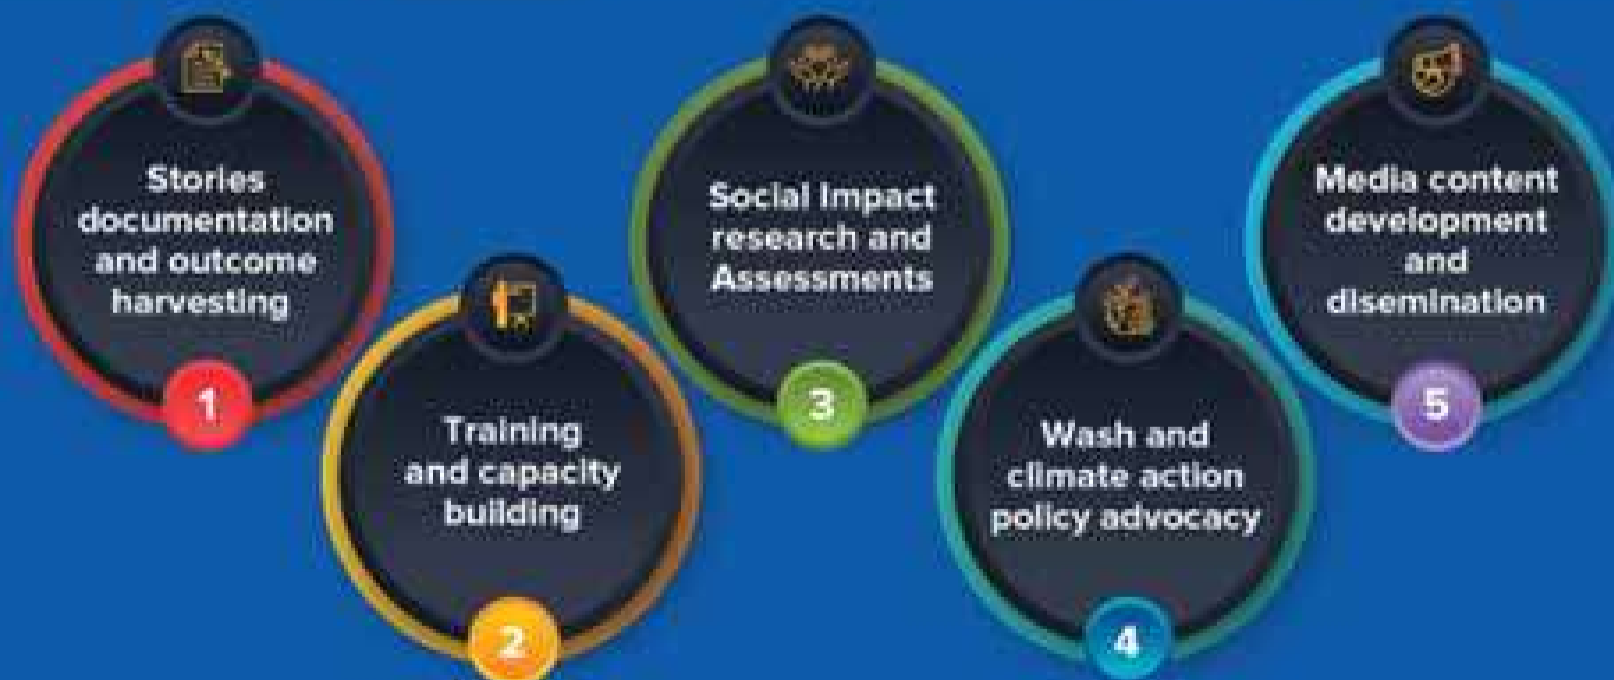 Stories
documentation
and outcome
harvesting
1
Training
and capacity
building
2
Social Impact
research and
Assessments
3
Wash and
climate action
policy advocacy
4
Media content
development
and
disemination
5